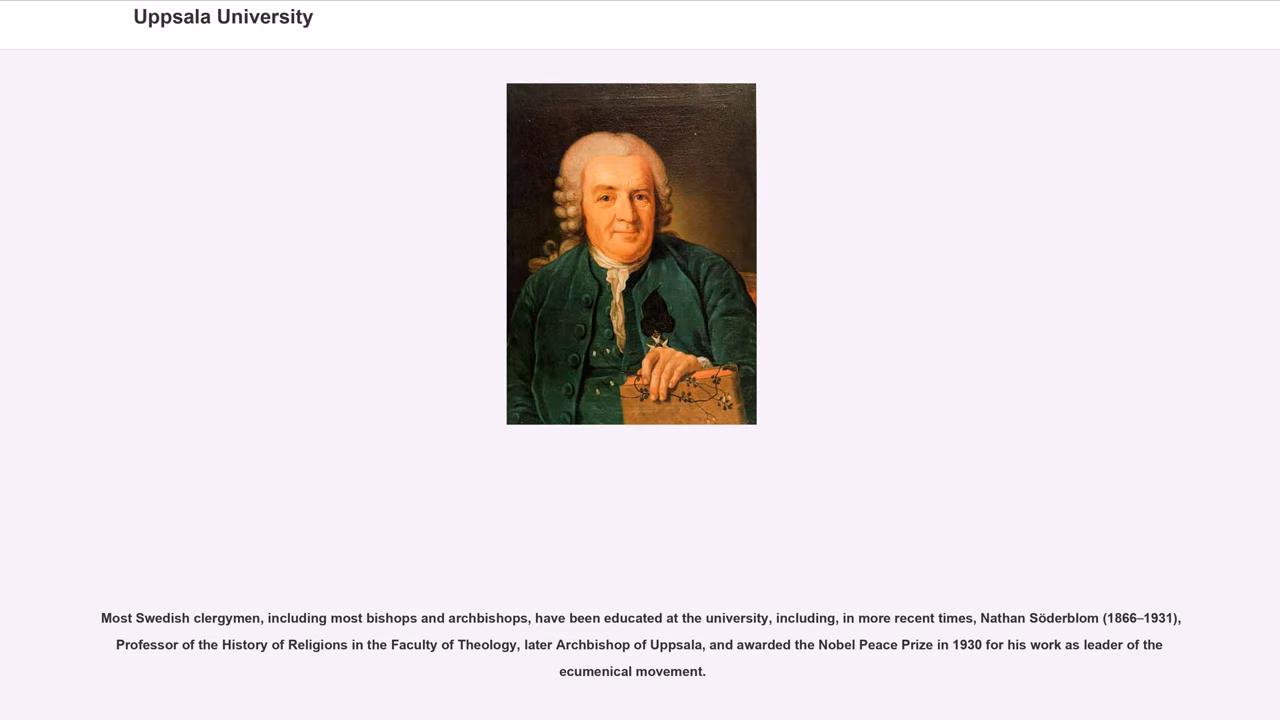 Uppsala University
Most Swedish clergymen, including most bishops and archbishops, have been educated at the university, including, in more recent times, Nathan Söderblom (1866–1931),
Professor of the History of Religions in the Faculty of Theology, later Archbishop of Uppsala, and awarded the Nobel Peace Prize in 1930 for his work as leader of the
ecumenical movement.